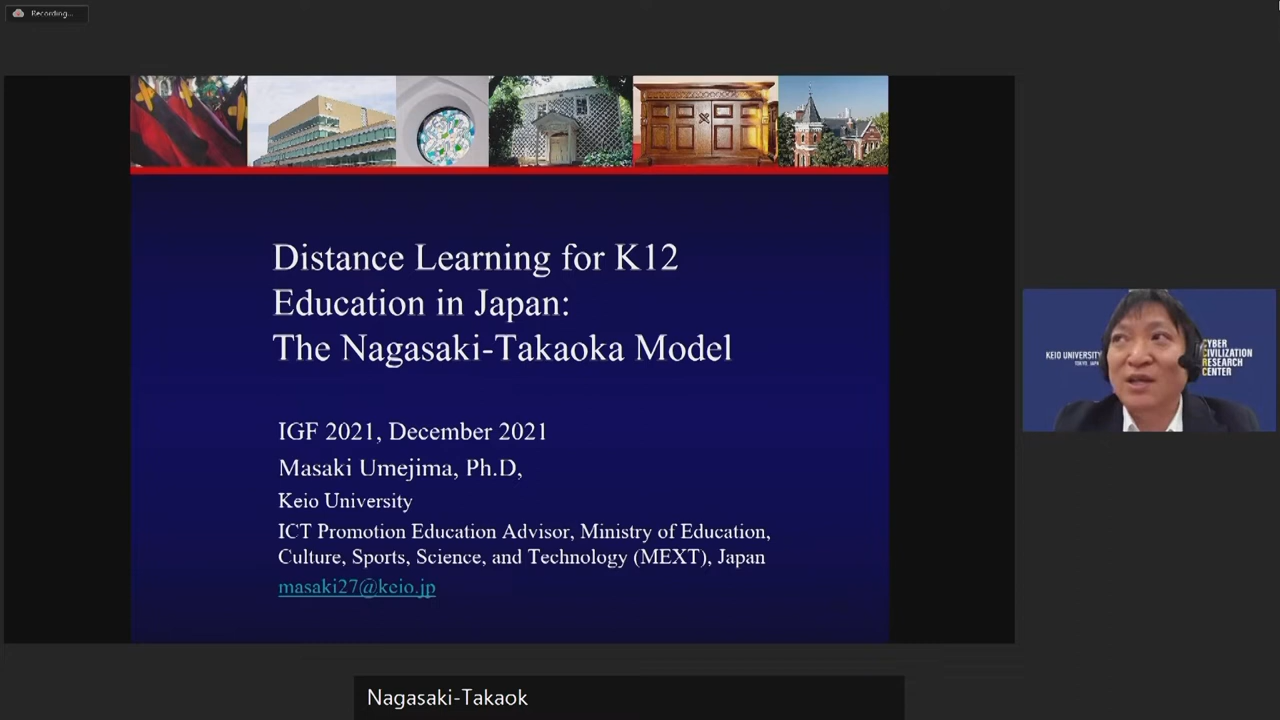 Recording...
Distance Learning for K12
Education in Japan:
The Nagasaki-Takaoka Model
IGF 2021, December 2021
Masaki Umejima, Ph.D,
Keio University
ICT Promotion Education Advisor, Ministry of Education,
Culture, Sports, Science, and Technology (MEXT), Japan
masaki27@keio.jp
KEIO UNIVERSITY
TOKYO, JAPAN
CYBER
CIVILIZATION
RESEARCH
CENTER
Nagasaki-Takaok